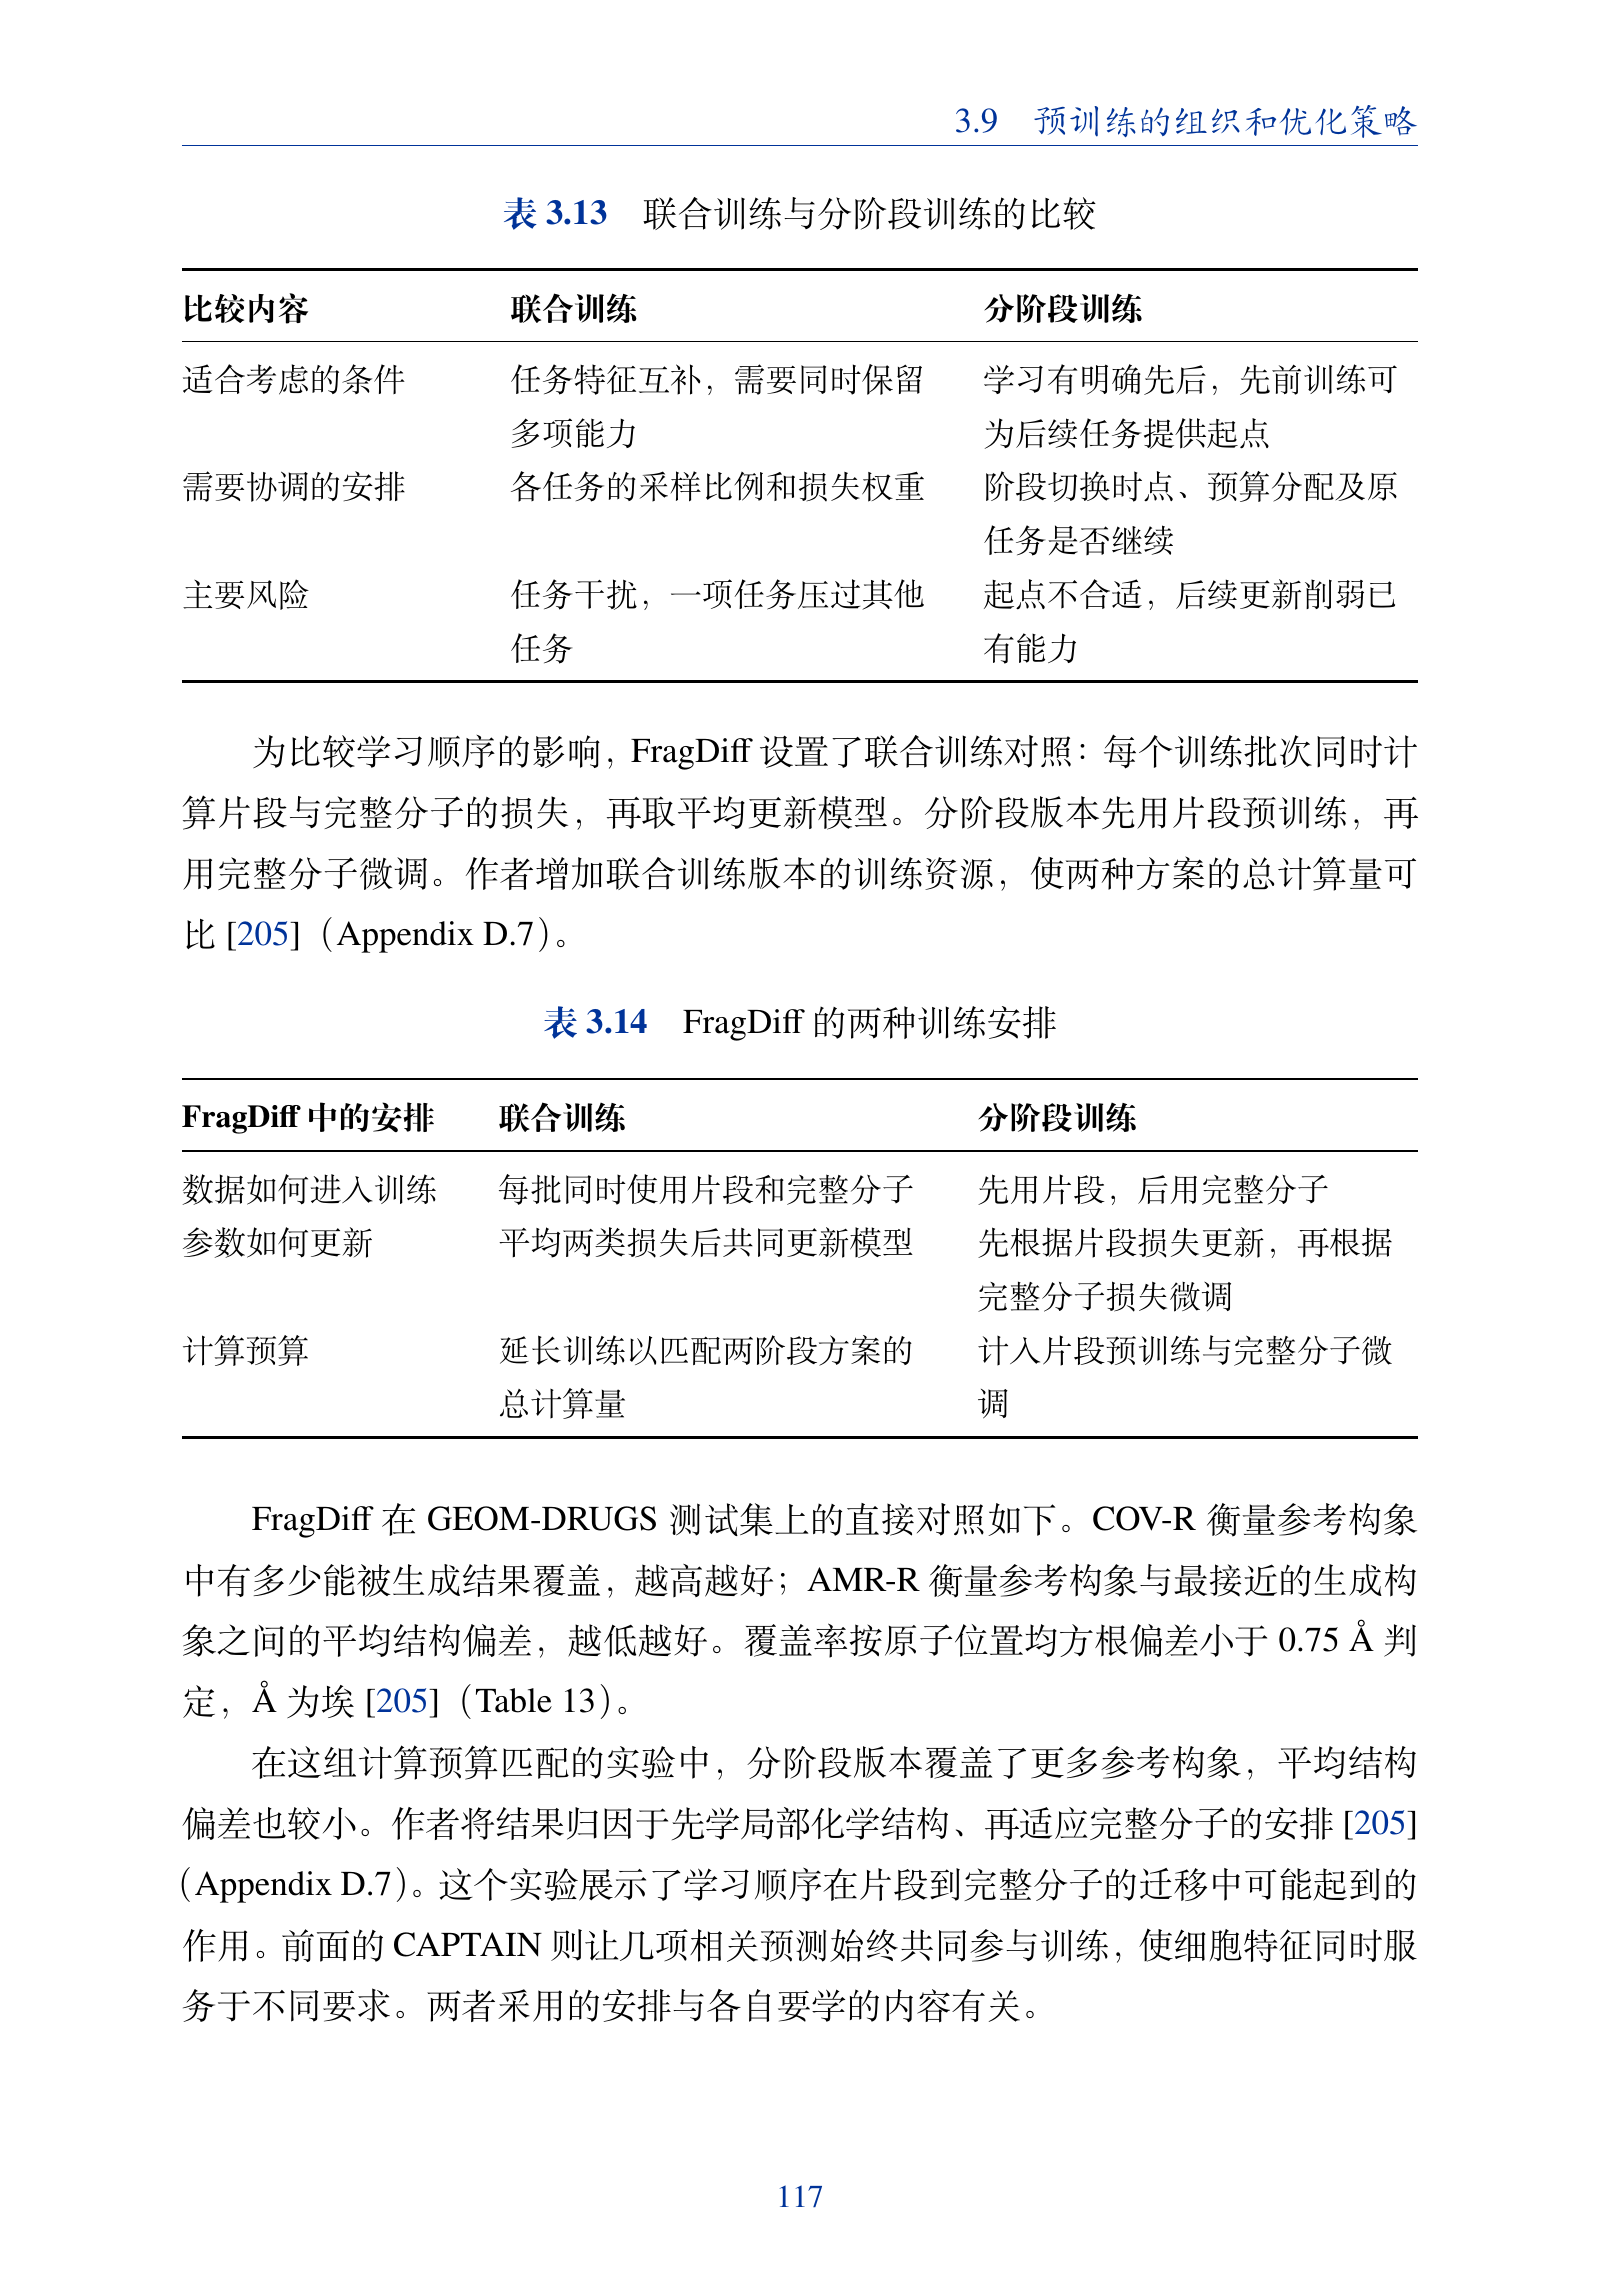 3.9 预训练的组织和优化策略
表 3.13 联合训练与分阶段训练的比较
比较内容 联合训练 分阶段训练
适合考虑的条件 任务特征互补，需要同时保留 学习有明确先后，先前训练可
多项能力 为后续任务提供起点
需要协调的安排 各任务的采样比例和损失权重 阶段切换时点、预算分配及原
任务是否继续
主要风险 任务干扰，一项任务压过其他 起点不合适，后续更新削弱已
任务 有能力
为比较学习顺序的影响，FragDiff 设置了联合训练对照：每个训练批次同时计
算片段与完整分子的损失，再取平均更新模型。分阶段版本先用片段预训练，再
用完整分子微调。作者增加联合训练版本的训练资源，使两种方案的总计算量可
比 [205]（Appendix D.7）。
表 3.14 FragDiff 的两种训练安排
FragDiff 中的安排 联合训练 分阶段训练
数据如何进入训练 每批同时使用片段和完整分子 先用片段，后用完整分子
参数如何更新 平均两类损失后共同更新模型 先根据片段损失更新，再根据
完整分子损失微调
计算预算 延长训练以匹配两阶段方案的 计入片段预训练与完整分子微
总计算量 调
FragDiff 在 GEOM-DRUGS 测试集上的直接对照如下。COV-R 衡量参考构象
中有多少能被生成结果覆盖，越高越好；AMR-R 衡量参考构象与最接近的生成构
象之间的平均结构偏差，越低越好。覆盖率按原子位置均方根偏差小于 0.75 Å 判
定，Å 为埃 [205]（Table 13）。
在这组计算预算匹配的实验中，分阶段版本覆盖了更多参考构象，平均结构
偏差也较小。作者将结果归因于先学局部化学结构、再适应完整分子的安排 [205]
（Appendix D.7）。这个实验展示了学习顺序在片段到完整分子的迁移中可能起到的
作用。前面的 CAPTAIN 则让几项相关预测始终共同参与训练，使细胞特征同时服
务于不同要求。两者采用的安排与各自要学的内容有关。
117